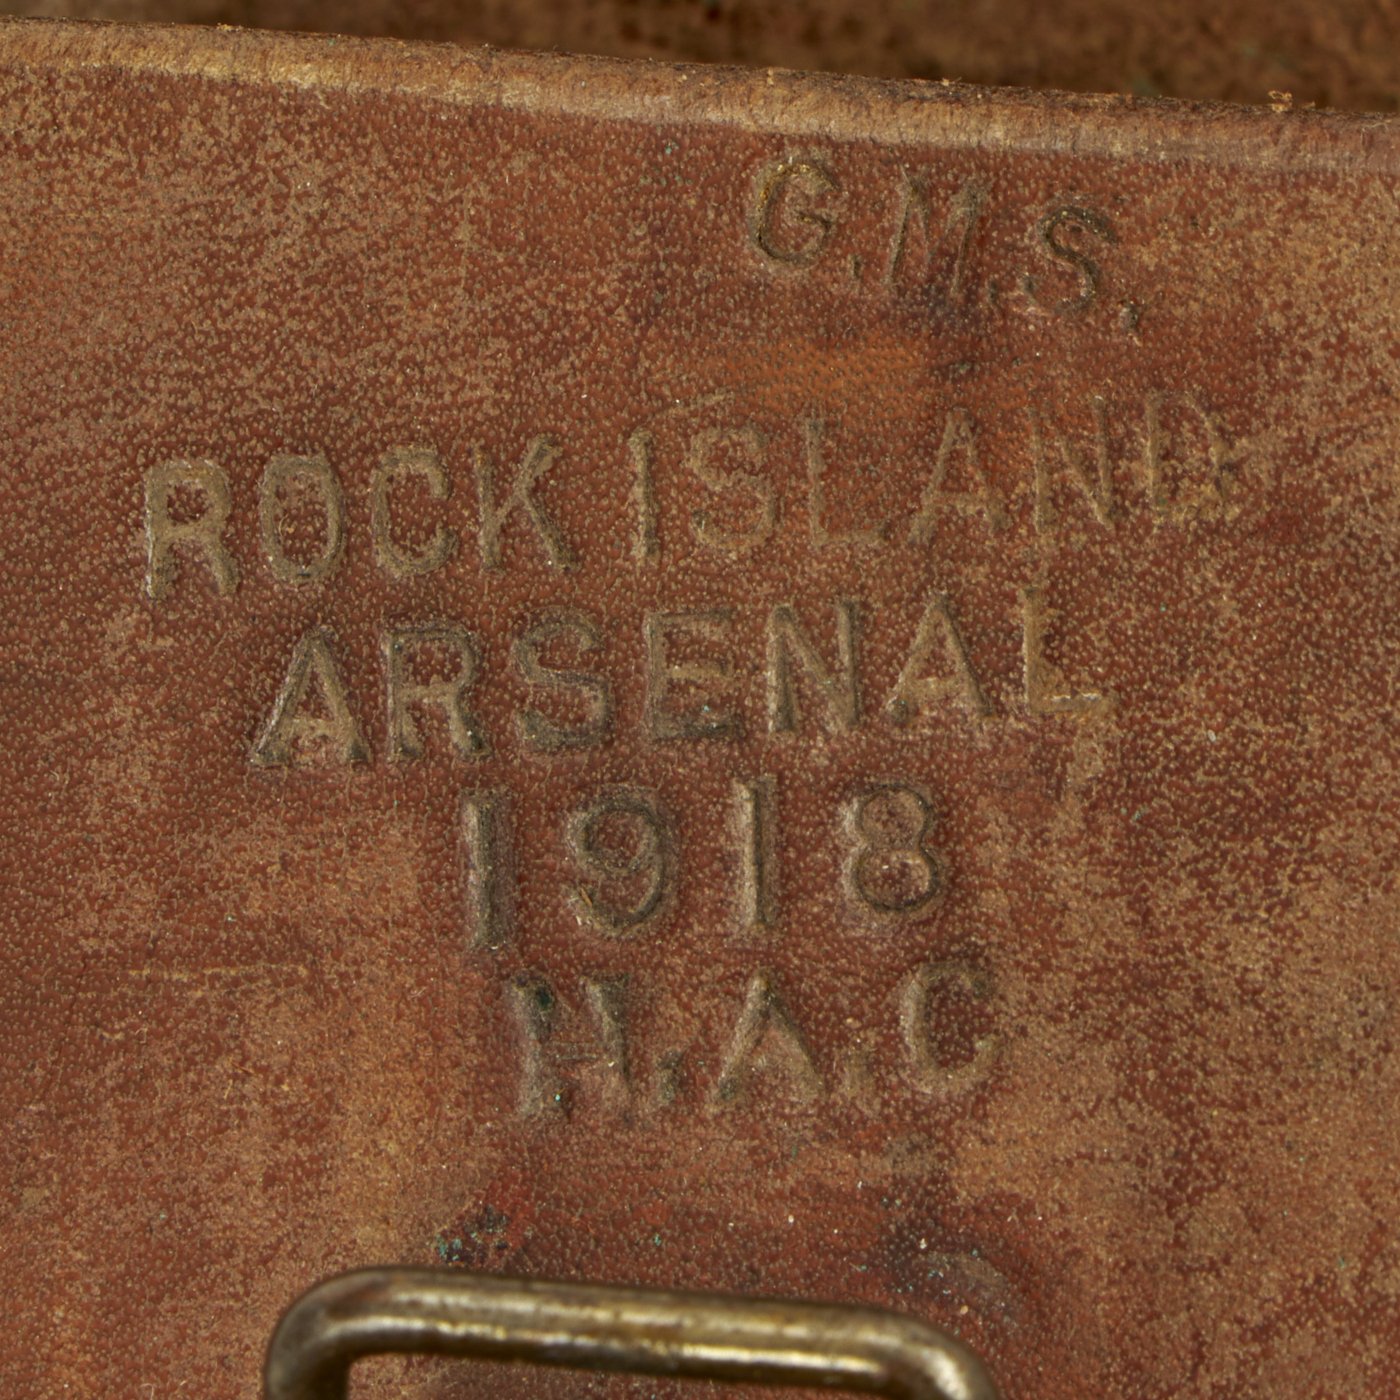 G.M.S.
ROCK ISLAND
ARSENAL
1918
H.A.C